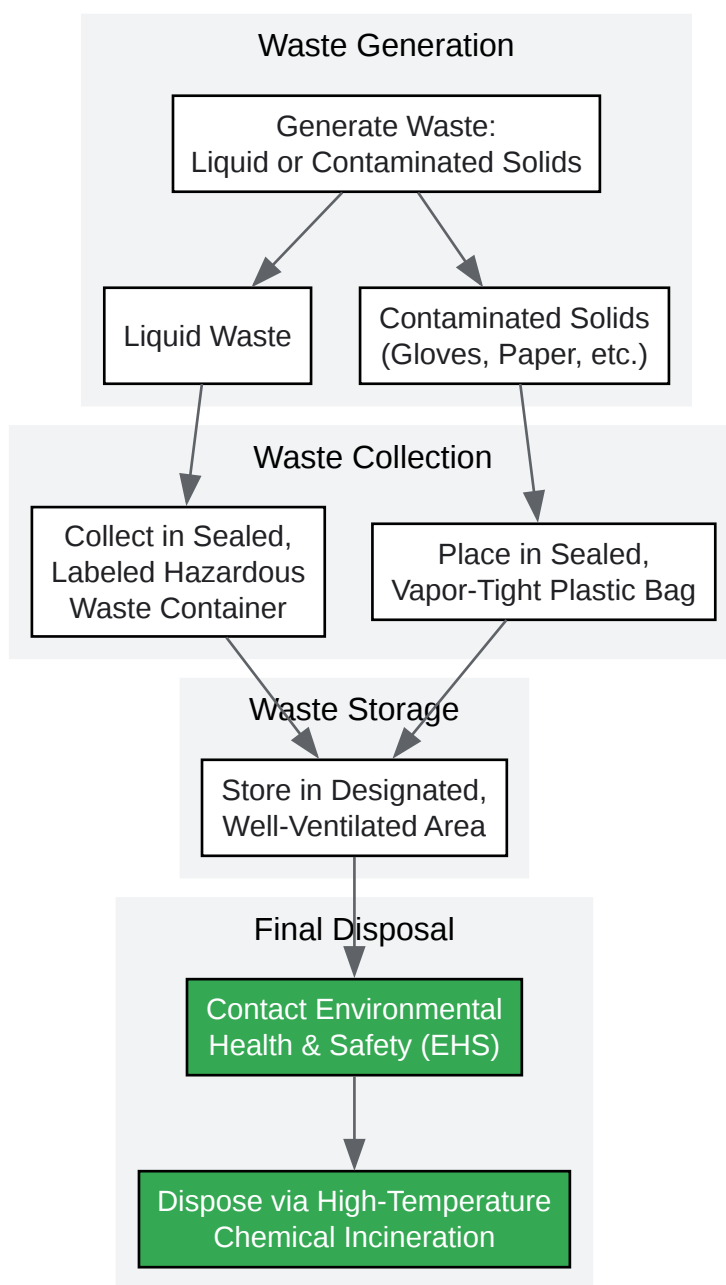 Waste Generation
Generate Waste:
Liquid or Contaminated Solids
Liquid Waste
Contaminated Solids
(Gloves, Paper, etc.)
Waste Collection
Collect in Sealed,
Labeled Hazardous
Waste Container
Place in Sealed,
Vapor-Tight Plastic Bag
Waste Storage
Store in Designated,
Well-Ventilated Area
Final Disposal
Contact Environmental
Health & Safety (EHS)
Dispose via High-Temperature
Chemical Incineration